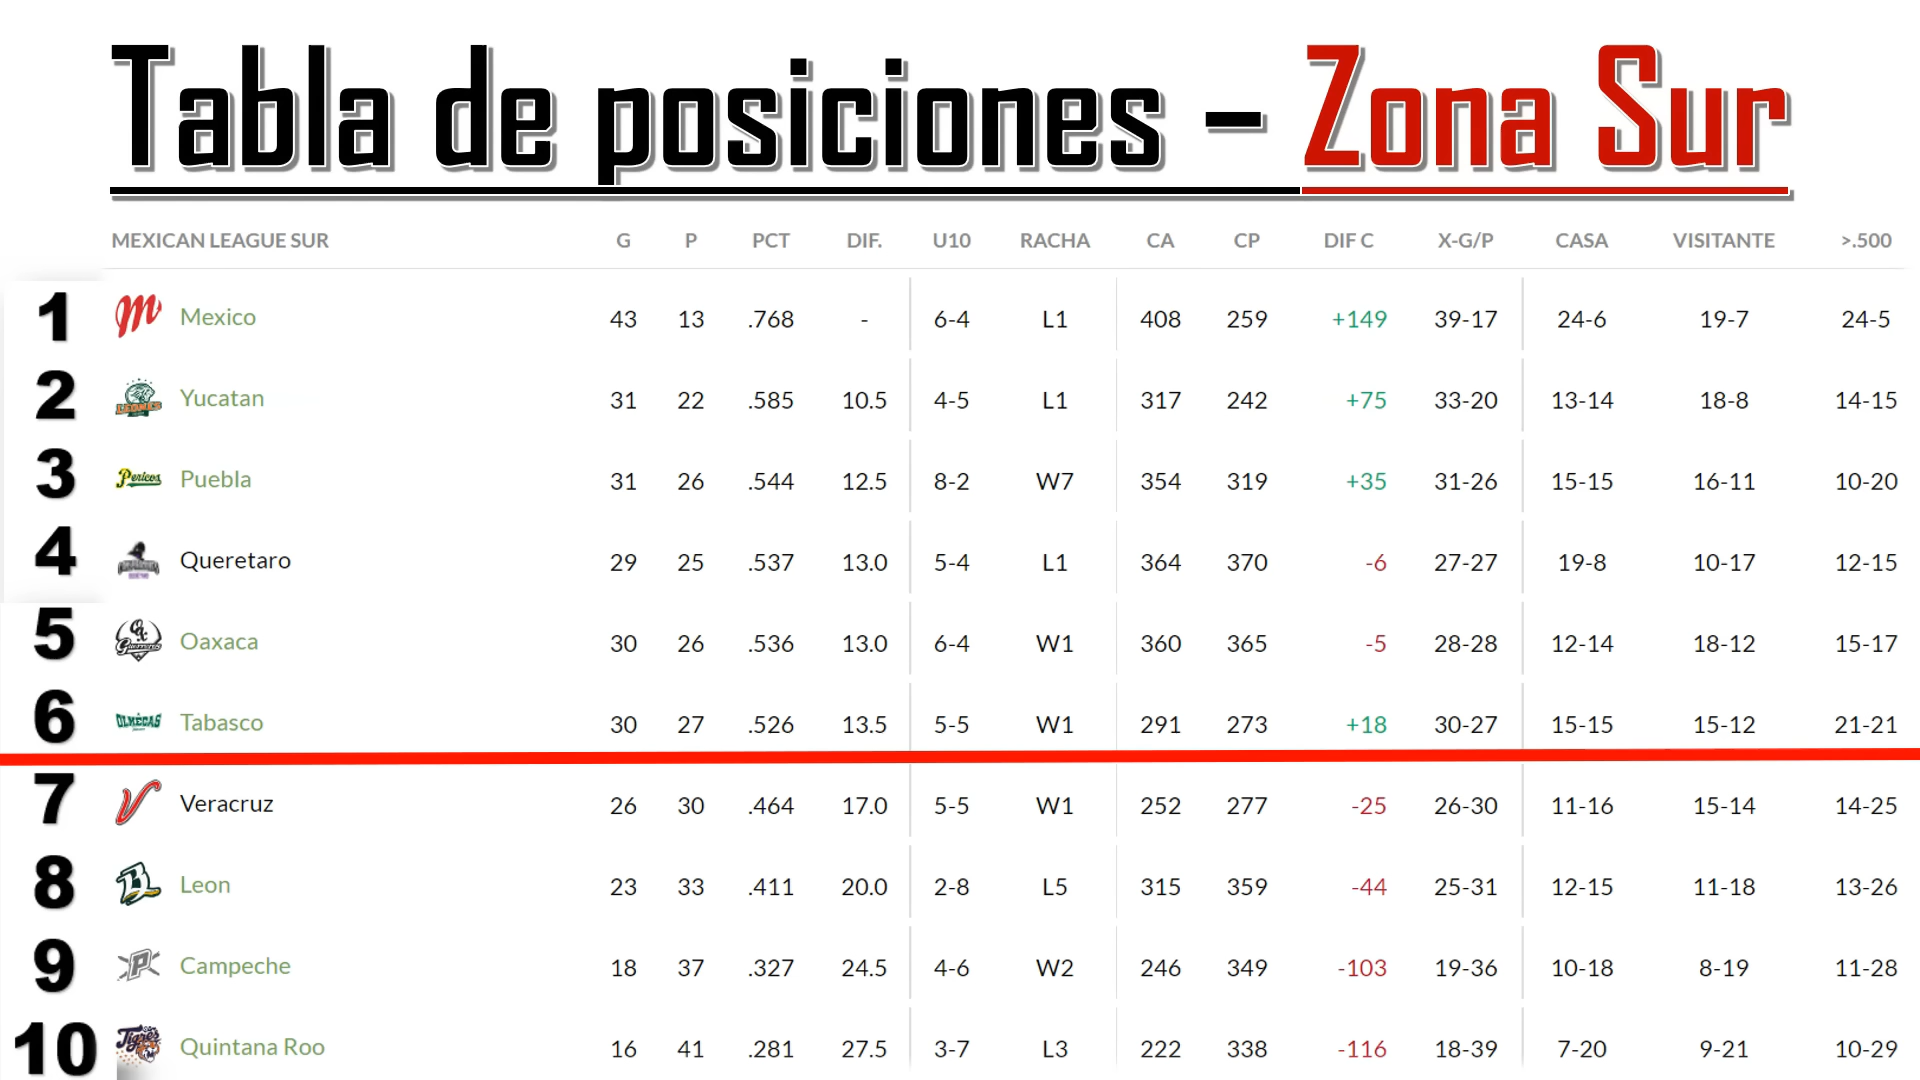 Tabla de posiciones - Zona Sur
MEXICAN LEAGUE SUR G P PCT DIF. U10 RACHA CA CP DIF C X-G/P CASA VISITANTE >.500
1 Mexico 43 13 .768 - 6-4 L1 408 259 +149 39-17 24-6 19-7 24-5
2 LEONES Yucatan 31 22 .585 10.5 4-5 L1 317 242 +75 33-20 13-14 18-8 14-15
3 Pericos Puebla 31 26 .544 12.5 8-2 W7 354 319 +35 31-26 15-15 16-11 10-20
4 Queretaro 29 25 .537 13.0 5-4 L1 364 370 -6 27-27 19-8 10-17 12-15
5 Guerreros Oaxaca 30 26 .536 13.0 6-4 W1 360 365 -5 28-28 12-14 18-12 15-17
6 OLMECAS Tabasco 30 27 .526 13.5 5-5 W1 291 273 +18 30-27 15-15 15-12 21-21
7 V Veracruz 26 30 .464 17.0 5-5 W1 252 277 -25 26-30 11-16 15-14 14-25
8 B Leon 23 33 .411 20.0 2-8 L5 315 359 -44 25-31 12-15 11-18 13-26
9 P Campeche 18 37 .327 24.5 4-6 W2 246 349 -103 19-36 10-18 8-19 11-28
10 Tigres Quintana Roo 16 41 .281 27.5 3-7 L3 222 338 -116 18-39 7-20 9-21 10-29